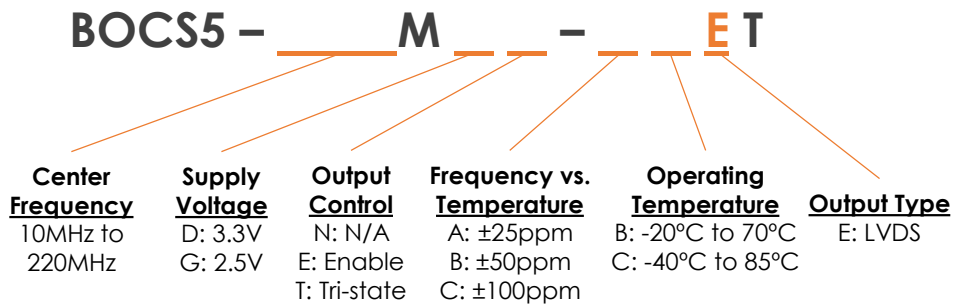 BOCS5 – ____M _ _ – _ _ E T
Center Frequency
10MHz to 220MHz
Supply Voltage
D: 3.3V
G: 2.5V
Output Control
N: N/A
E: Enable
T: Tri-state
Frequency vs. Temperature
A: ±25ppm
B: ±50ppm
C: ±100ppm
Operating Temperature
B: -20°C to 70°C
C: -40°C to 85°C
Output Type
E: LVDS